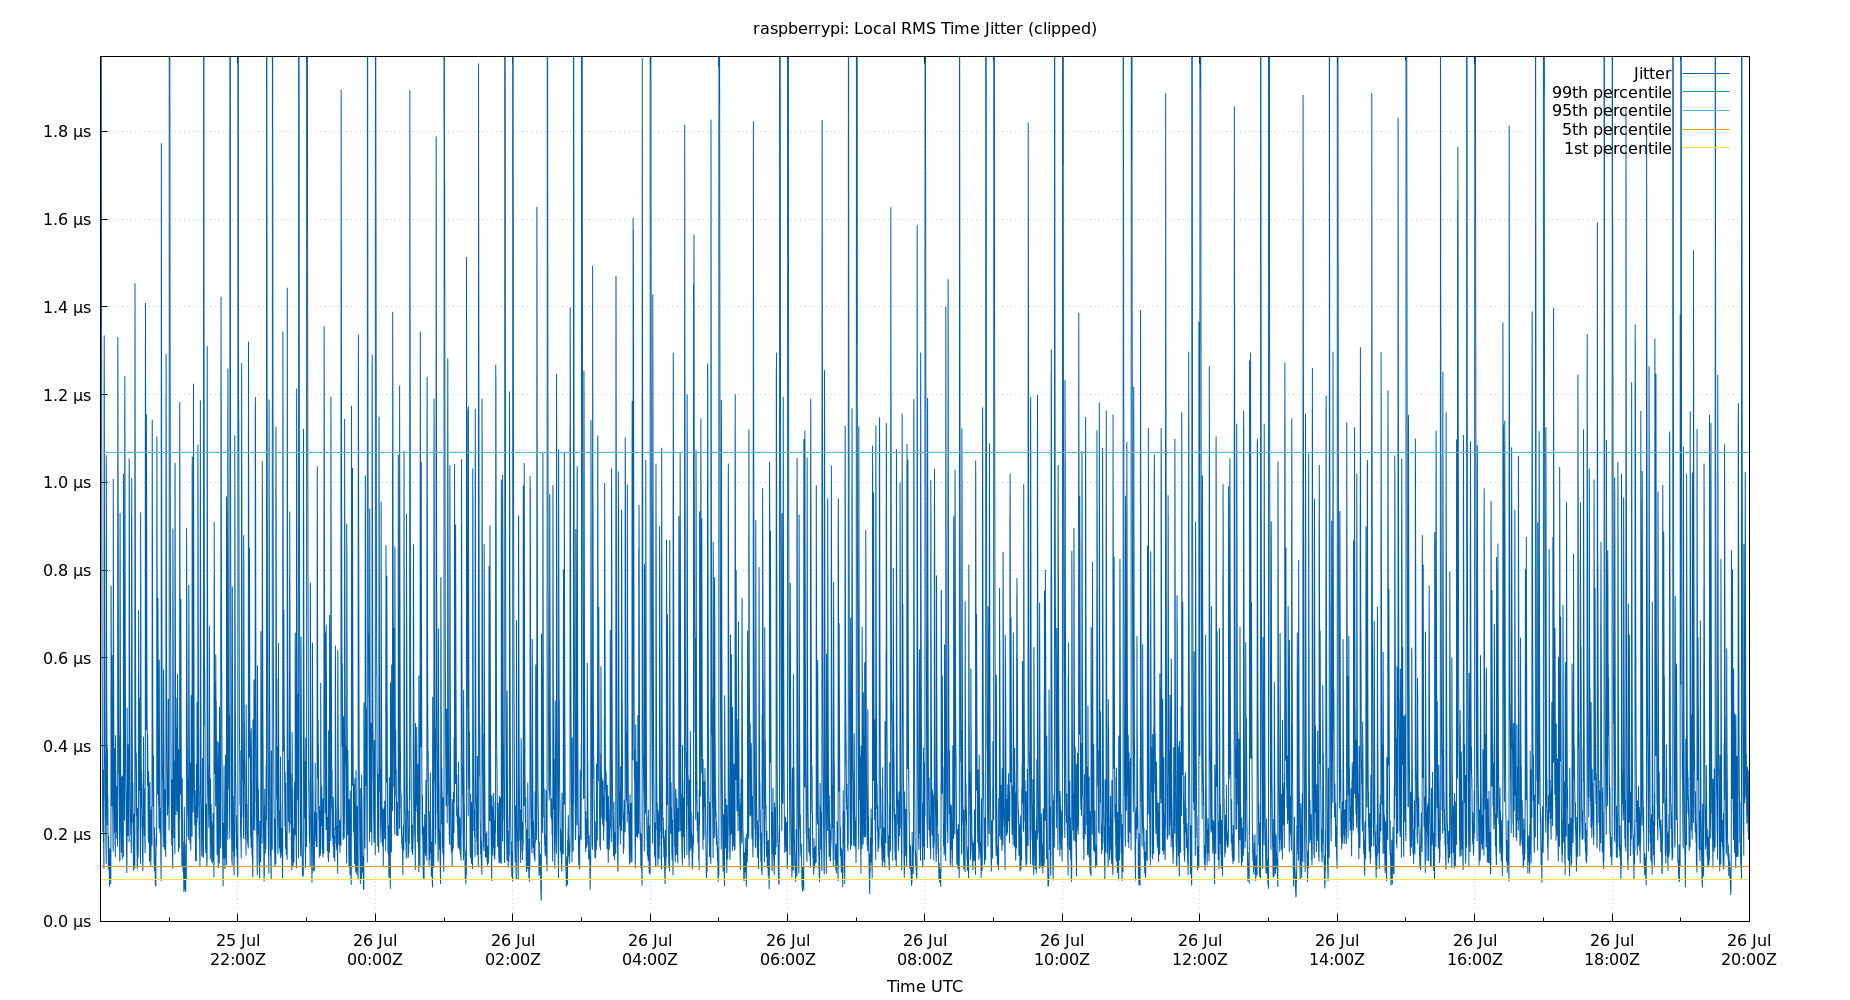 raspberrypi: Local RMS Time Jitter (clipped)
Jitter
99th percentile
95th percentile
5th percentile
1st percentile
1.8 μs
1.6 μs
1.4 μs
1.2 μs
1.0 μs
0.8 μs
0.6 μs
0.4 μs
0.2 μs
0.0 μs
25 Jul 26 Jul 26 Jul 26 Jul 26 Jul 26 Jul 26 Jul 26 Jul 26 Jul 26 Jul 26 Jul 26 Jul
22:00Z 00:00Z 02:00Z 04:00Z 06:00Z 08:00Z 10:00Z 12:00Z 14:00Z 16:00Z 18:00Z 20:00Z
Time UTC